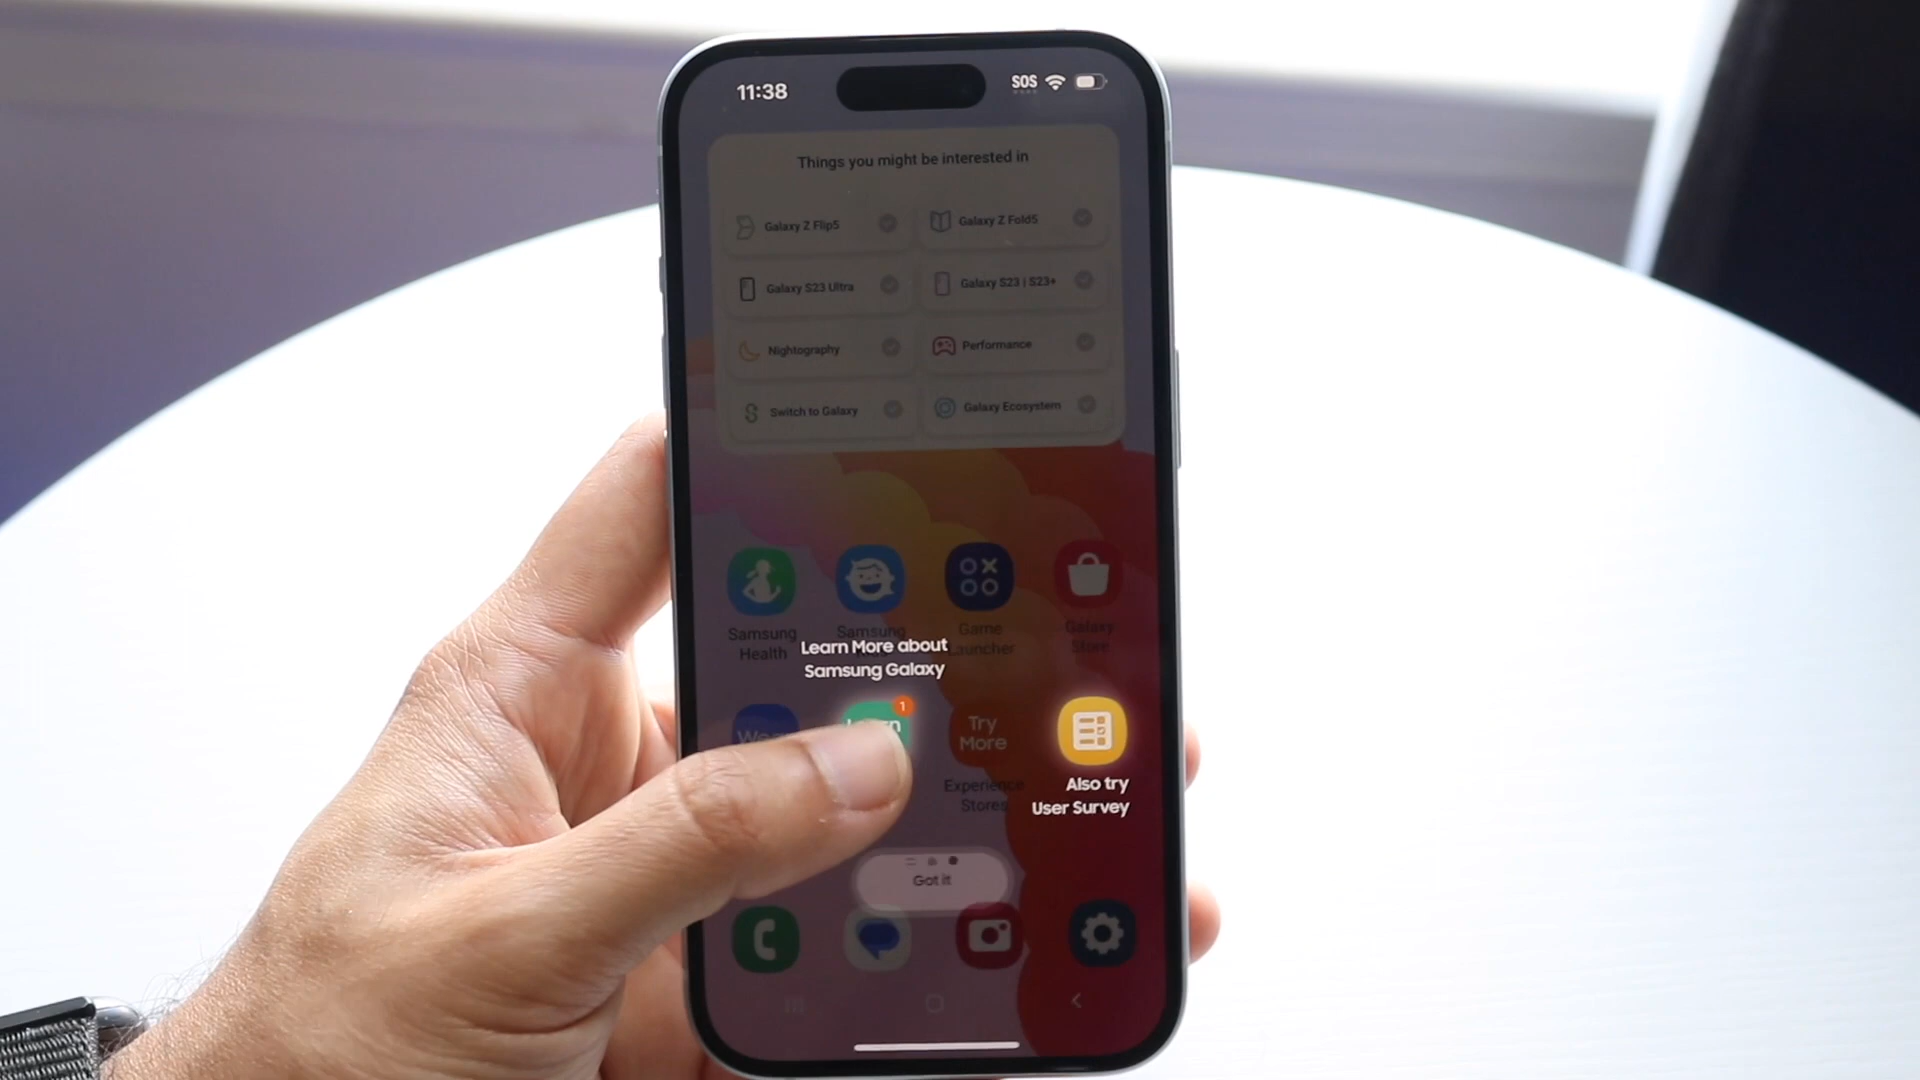 11:38
SOS
Things you might be interested in
Galaxy Z Flip5
Galaxy Z Fold5
Galaxy S23 Ultra
Galaxy S23 | S23+
Nightography
Performance
Switch to Galaxy
Galaxy Ecosystem
Samsung
Health
Samsung
Game
Launcher
Galaxy
Store
Learn More about
Samsung Galaxy
1
Try
More
Experience
Stores
Also try
User Survey
Got it